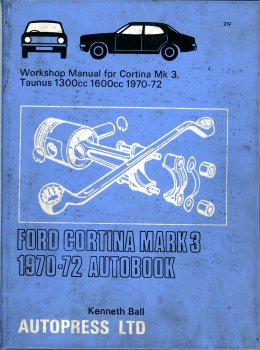 219
Workshop Manual for Cortina Mk 3,
Taunus 1300cc 1600cc 1970-72
FORD CORTINA MARK 3
1970-72 AUTOBOOK
Kenneth Ball
AUTOPRESS LTD